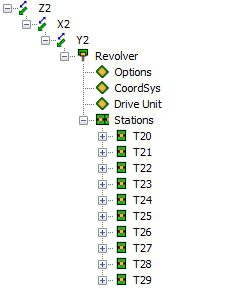 Z2
X2
Y2
Revolver
Options
CoordSys
Drive Unit
Stations
T20
T21
T22
T23
T24
T25
T26
T27
T28
T29